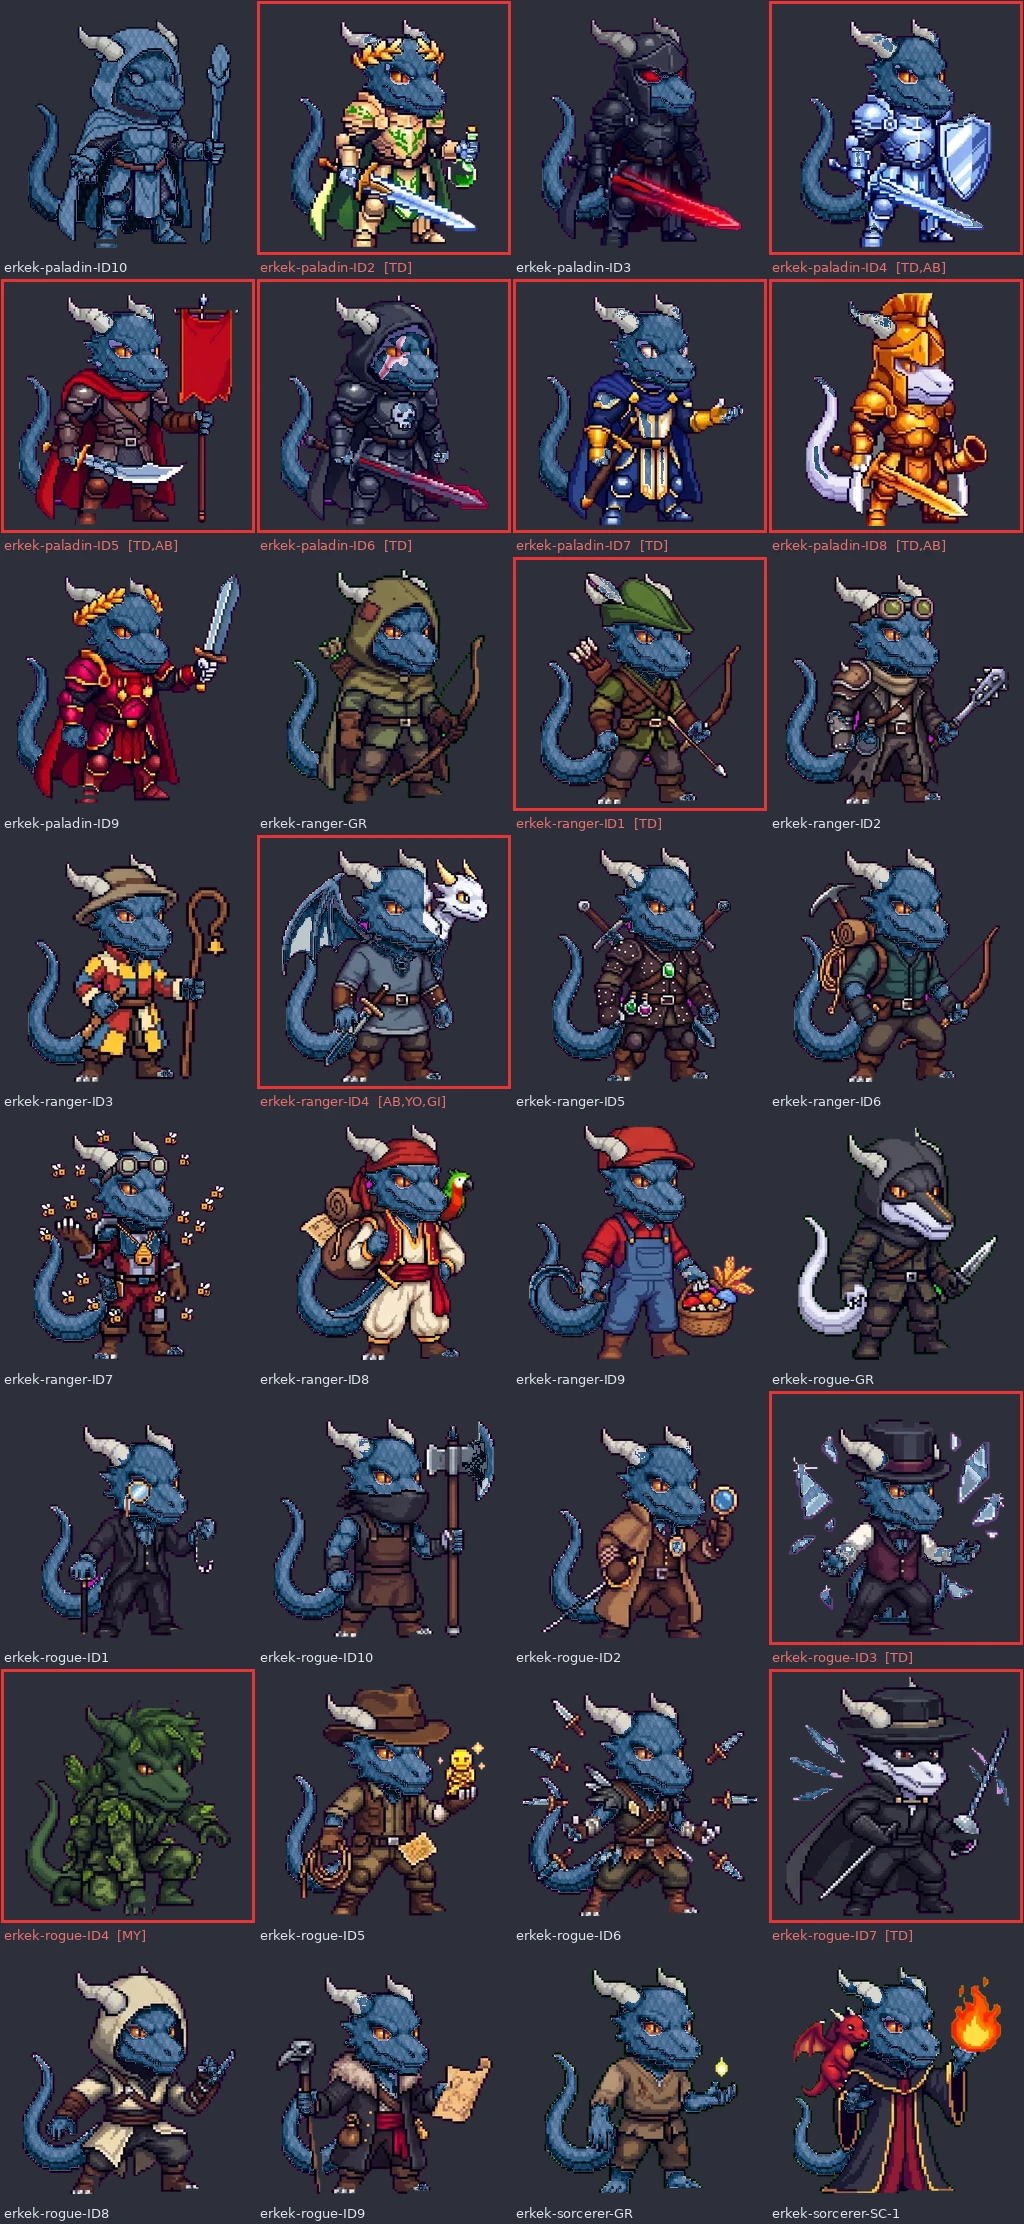 erkek-paladin-ID10
erkek-paladin-ID2 [TD]
erkek-paladin-ID3
erkek-paladin-ID4 [TD,AB]
erkek-paladin-ID5 [TD,AB]
erkek-paladin-ID6 [TD]
erkek-paladin-ID7 [TD]
erkek-paladin-ID8 [TD,AB]
erkek-paladin-ID9
erkek-ranger-GR
erkek-ranger-ID1 [TD]
erkek-ranger-ID2
erkek-ranger-ID3
erkek-ranger-ID4 [AB,YO,GI]
erkek-ranger-ID5
erkek-ranger-ID6
erkek-ranger-ID7
erkek-ranger-ID8
erkek-ranger-ID9
erkek-rogue-GR
erkek-rogue-ID1
erkek-rogue-ID10
erkek-rogue-ID2
erkek-rogue-ID3 [TD]
erkek-rogue-ID4 [MY]
erkek-rogue-ID5
erkek-rogue-ID6
erkek-rogue-ID7 [TD]
erkek-rogue-ID8
erkek-rogue-ID9
erkek-sorcerer-GR
erkek-sorcerer-SC-1